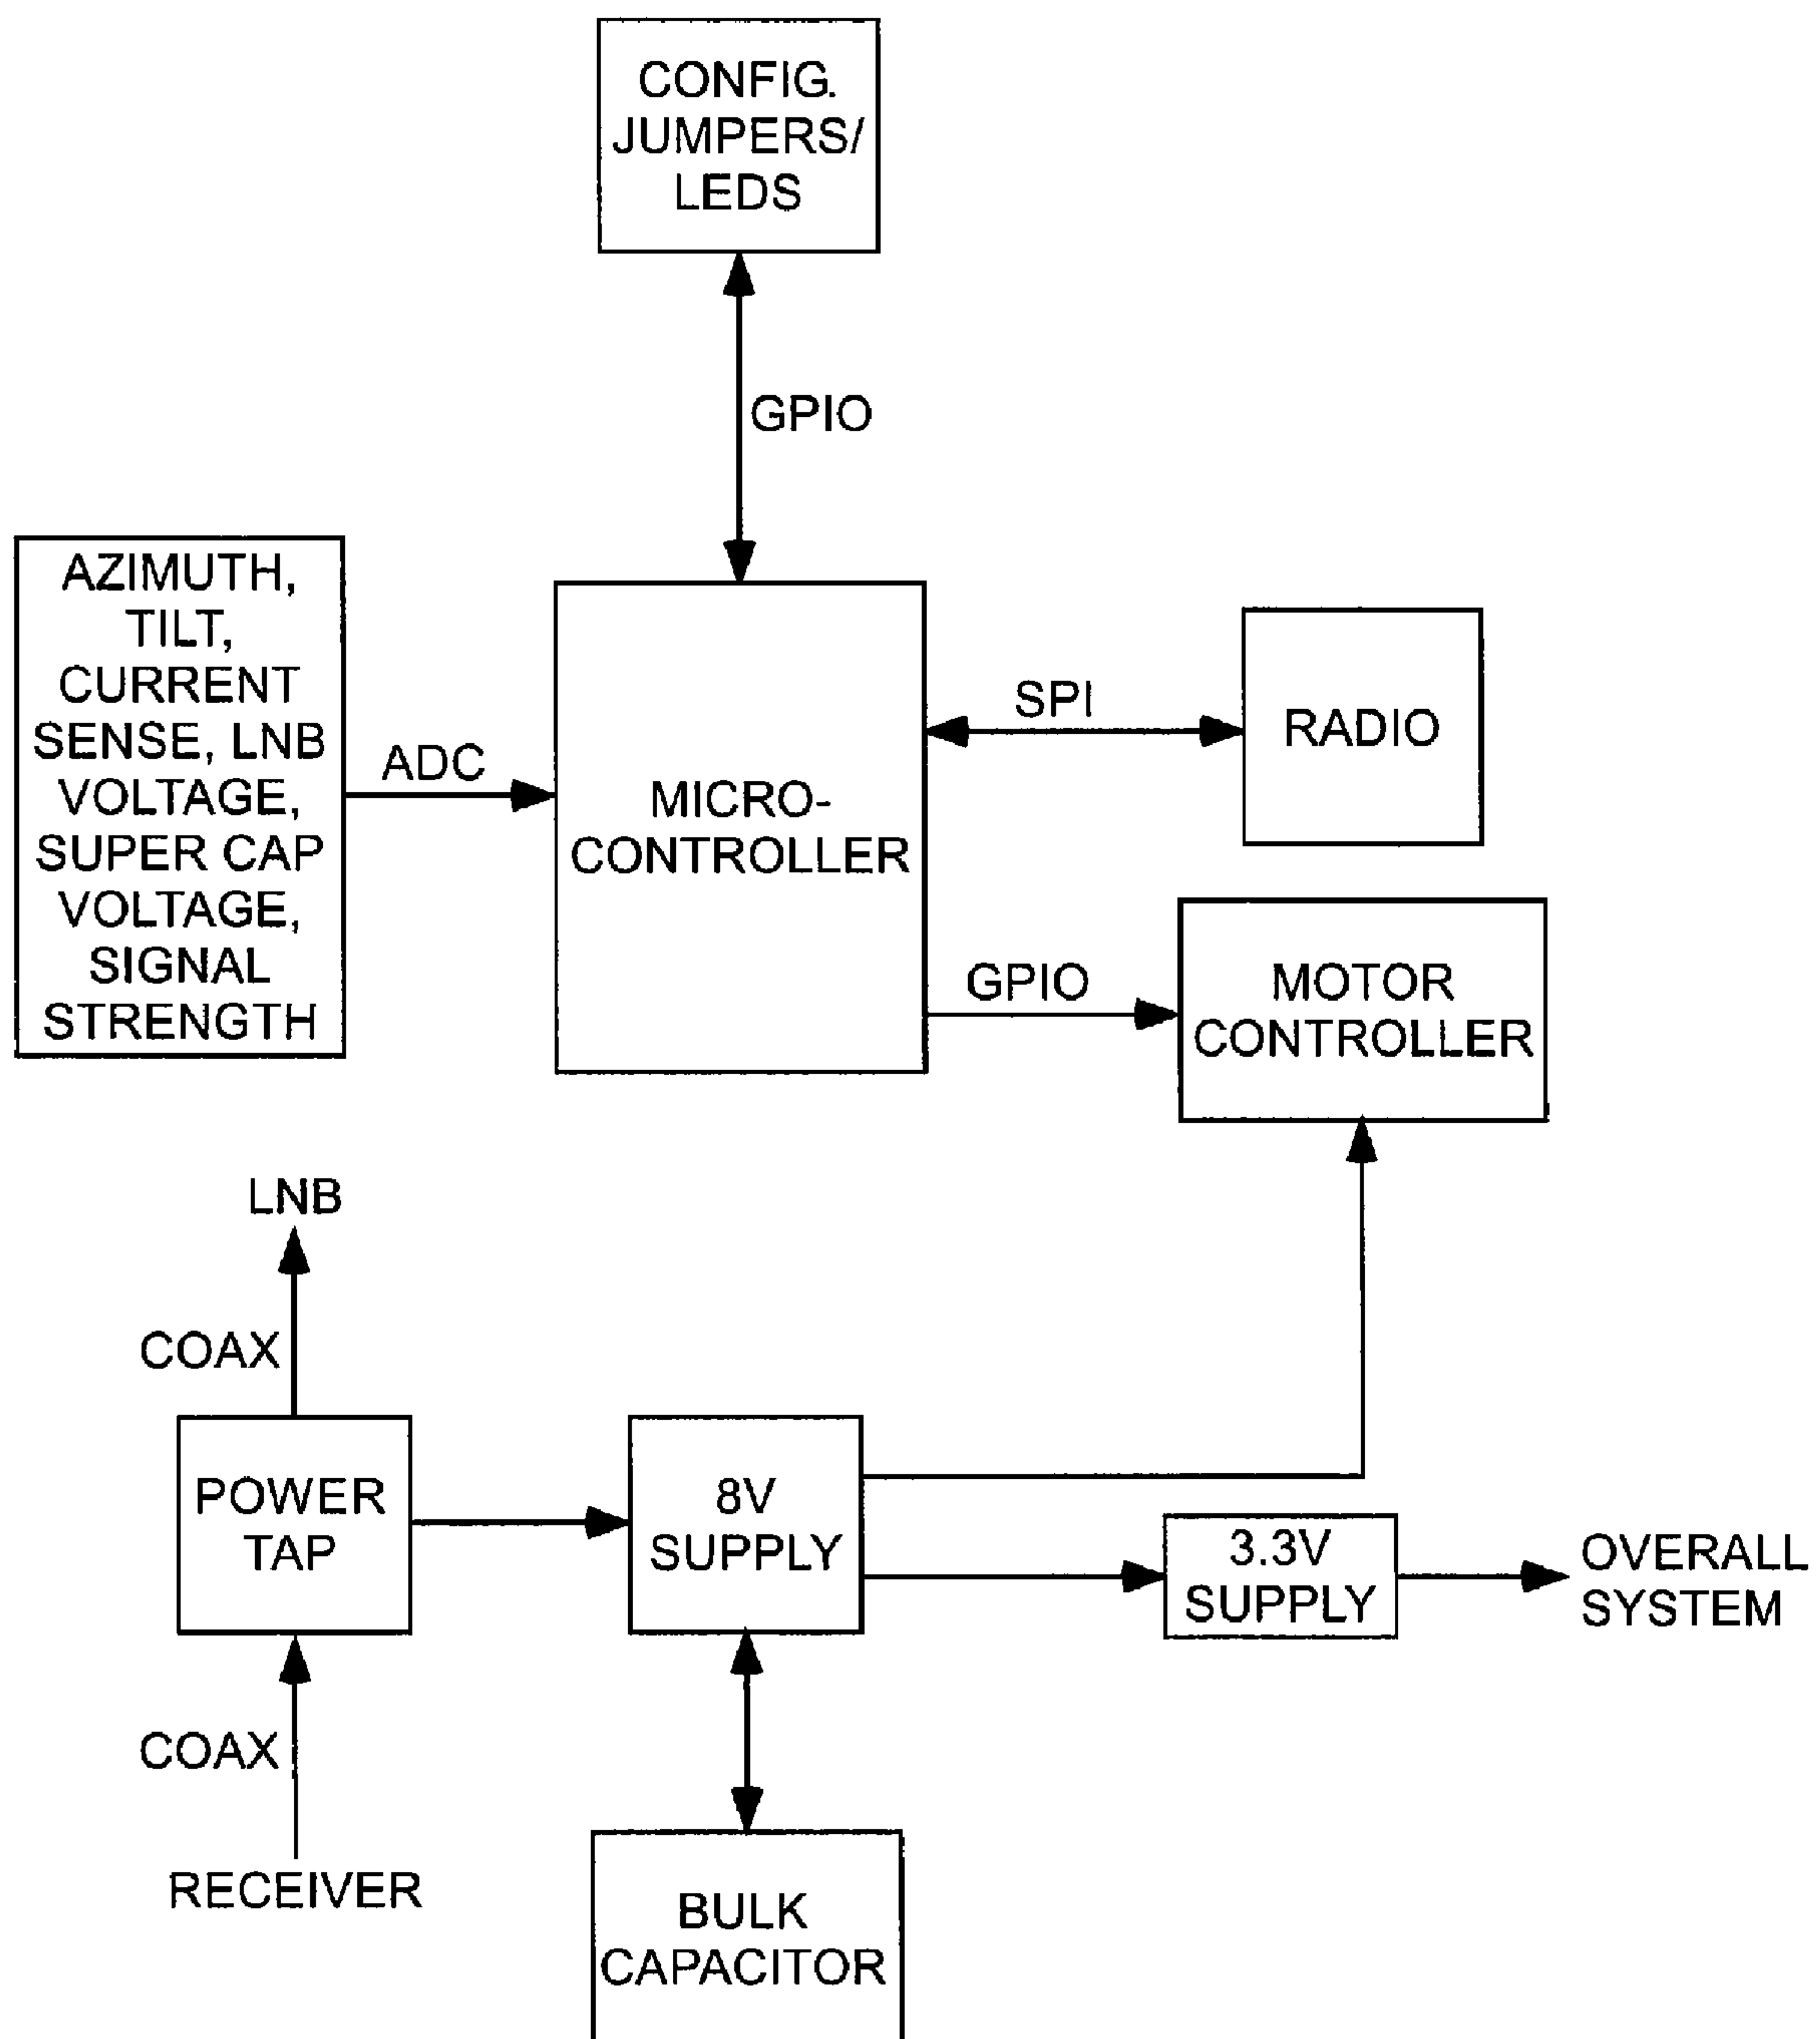 CONFIG.
JUMPERS/
LEDS
GPIO
AZIMUTH,
TILT,
CURRENT
SENSE, LNB
VOLTAGE,
SUPER CAP
VOLTAGE,
SIGNAL
STRENGTH
ADC
MICRO-
CONTROLLER
SPI
RADIO
GPIO
MOTOR
CONTROLLER
LNB
COAX
POWER
TAP
8V
SUPPLY
3.3V
SUPPLY
OVERALL
SYSTEM
COAX
RECEIVER
BULK
CAPACITOR